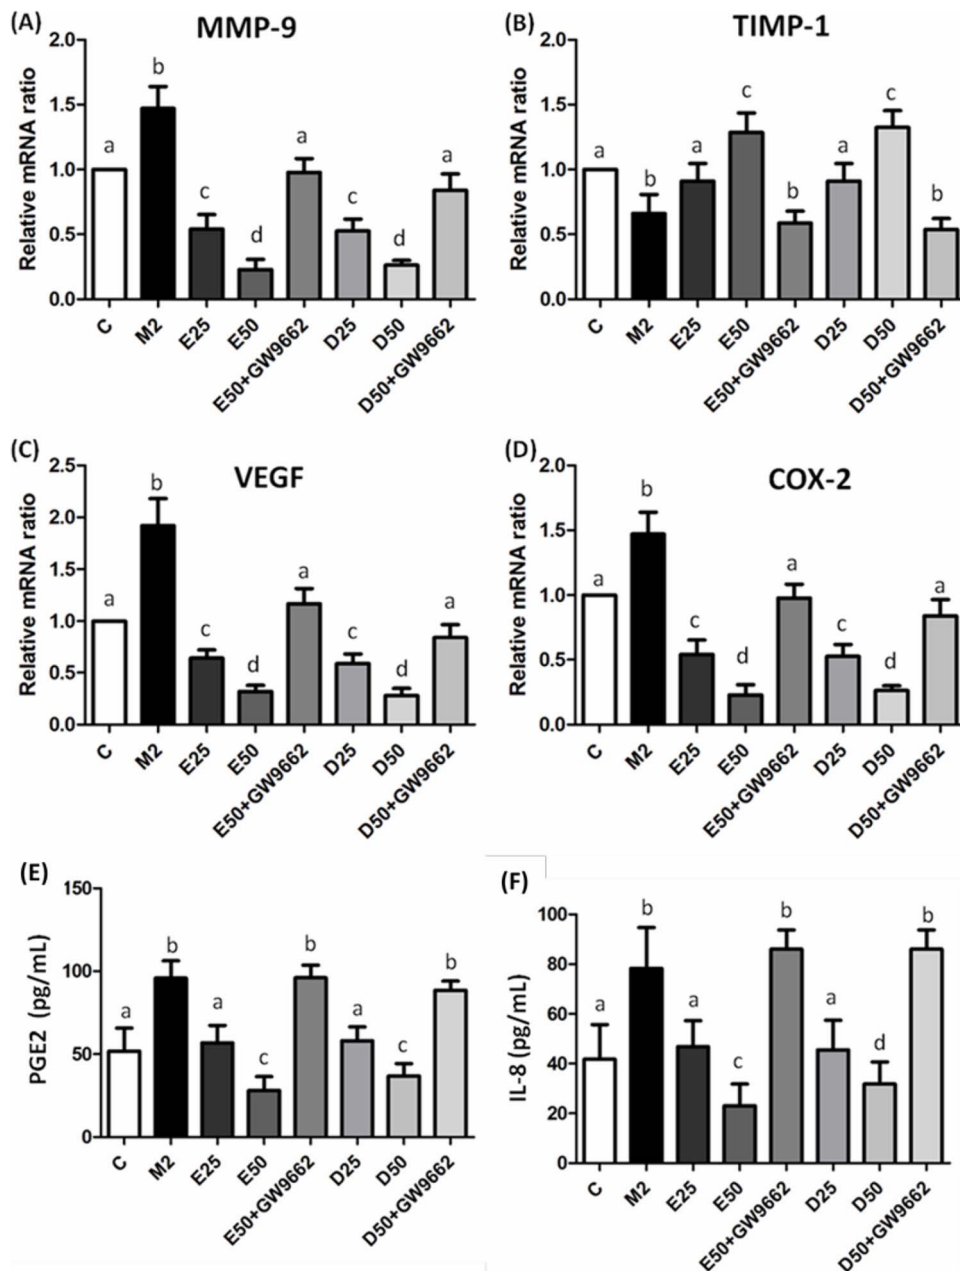 (A)
MMP-9
Relative mRNA ratio
2.0
1.5
1.0
0.5
0.0
a
b
c
d
a
c
d
a
C
M2
E25
E50
E50+GW9662
D25
D50
D50+GW9662
(B)
TIMP-1
Relative mRNA ratio
2.0
1.5
1.0
0.5
0.0
a
b
a
c
b
a
c
b
C
M2
E25
E50
E50+GW9662
D25
D50
D50+GW9662
(C)
VEGF
Relative mRNA ratio
2.5
2.0
1.5
1.0
0.5
0.0
a
b
c
d
a
c
d
a
C
M2
E25
E50
E50+GW9662
D25
D50
D50+GW9662
(D)
COX-2
Relative mRNA ratio
2.0
1.5
1.0
0.5
0.0
a
b
c
d
a
c
d
a
C
M2
E25
E50
E50+GW9662
D25
D50
D50+GW9662
(E)
PGE2 (pg/mL)
150
100
50
0
a
b
a
c
b
a
c
b
C
M2
E25
E50
E50+GW9662
D25
D50
D50+GW9662
(F)
IL-8 (pg/mL)
100
80
60
40
20
0
a
b
a
c
b
a
d
b
C
M2
E25
E50
E50+GW9662
D25
D50
D50+GW9662